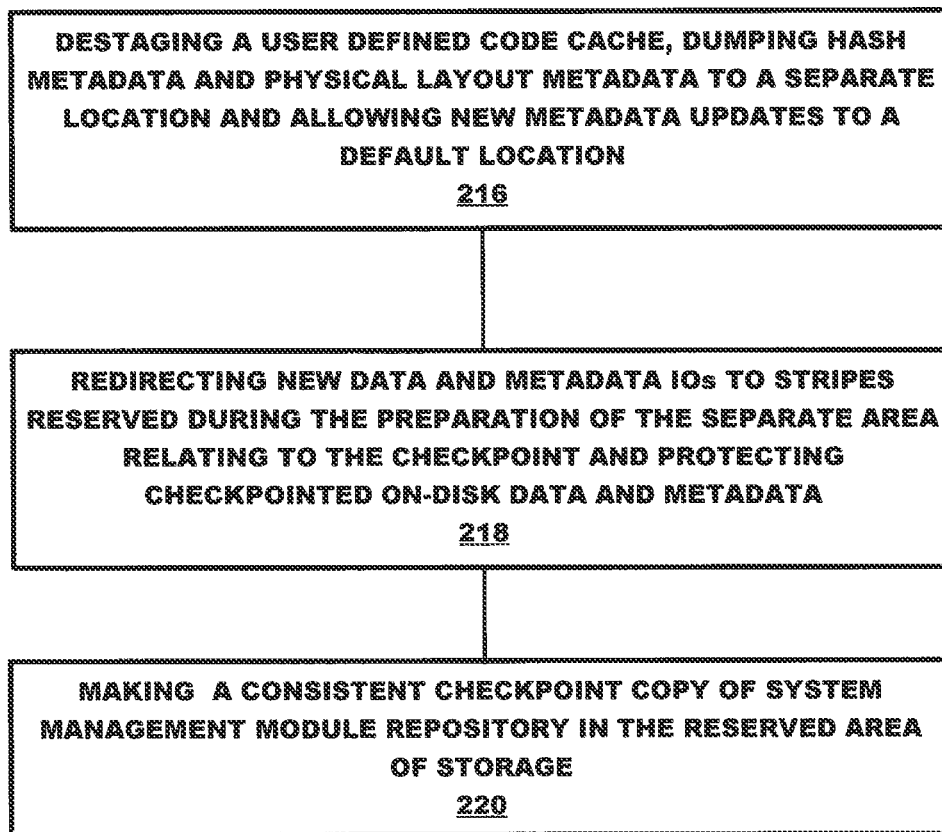 DESTAGING A USER DEFINED CODE CACHE, DUMPING HASH
METADATA AND PHYSICAL LAYOUT METADATA TO A SEPARATE
LOCATION AND ALLOWING NEW METADATA UPDATES TO A
DEFAULT LOCATION
216
REDIRECTING NEW DATA AND METADATA IOs TO STRIPES
RESERVED DURING THE PREPARATION OF THE SEPARATE AREA
RELATING TO THE CHECKPOINT AND PROTECTING
CHECKPOINTED ON-DISK DATA AND METADATA
218
MAKING A CONSISTENT CHECKPOINT COPY OF SYSTEM
MANAGEMENT MODULE REPOSITORY IN THE RESERVED AREA
OF STORAGE
220